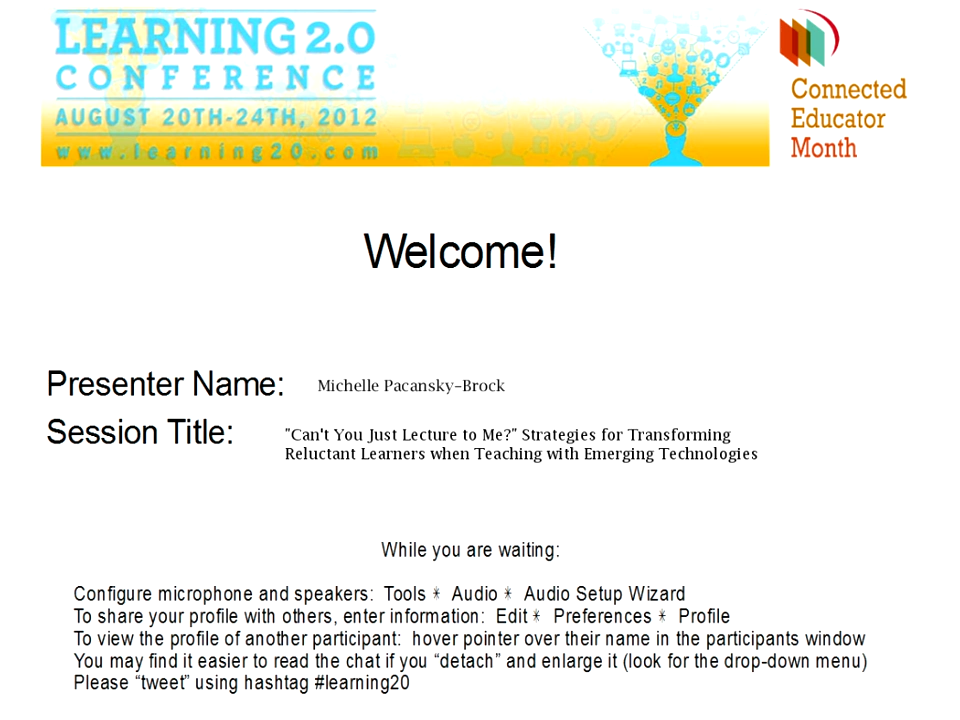 LEARNING 2.0
CONFERENCE
AUGUST 20TH-24TH, 2012
www.learning20.com
Connected
Educator
Month
Welcome!
Presenter Name: Michelle Pacansky-Brock
Session Title: "Can't You Just Lecture to Me?" Strategies for Transforming
Reluctant Learners when Teaching with Emerging Technologies
While you are waiting:
Configure microphone and speakers: Tools * Audio * Audio Setup Wizard
To share your profile with others, enter information: Edit * Preferences * Profile
To view the profile of another participant: hover pointer over their name in the participants window
You may find it easier to read the chat if you “detach” and enlarge it (look for the drop-down menu)
Please “tweet” using hashtag #learning20